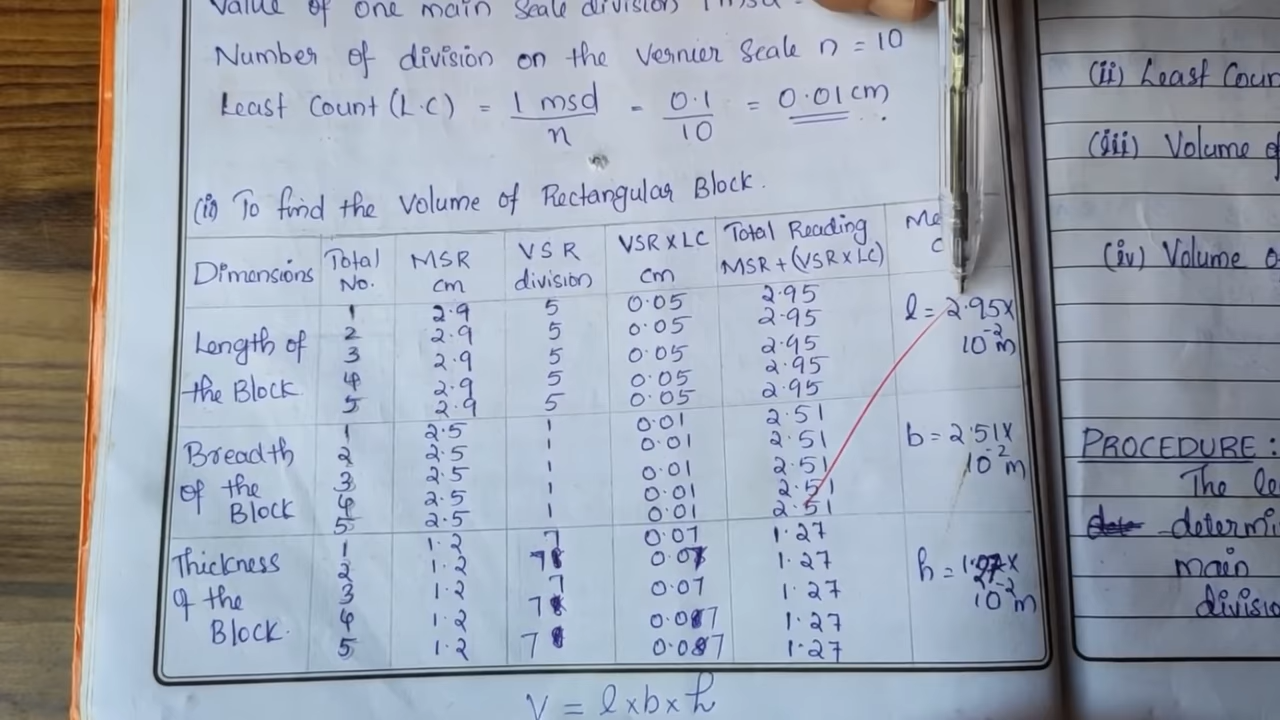 Value of one main Scale division 1 msd
Number of division on the Vernier Scale n = 10
Least Count (L.C) = 1 msd / n = 0.1 / 10 = 0.01 cm.
(i) To find the Volume of Rectangular Block.
Dimensions | Total No. | MSR cm | VSR division | VSR X LC cm | Total Reading MSR + (VSR X LC)
Length of the Block | 1 | 2.9 | 5 | 0.05 | 2.95 | l = 2.95 x 10⁻² m
2 | 2.9 | 5 | 0.05 | 2.95
3 | 2.9 | 5 | 0.05 | 2.95
4 | 2.9 | 5 | 0.05 | 2.95
5 | 2.9 | 5 | 0.05 | 2.95
Breadth of the Block | 1 | 2.5 | 1 | 0.01 | 2.51 | b = 2.51 x 10⁻² m
2 | 2.5 | 1 | 0.01 | 2.51
3 | 2.5 | 1 | 0.01 | 2.51
4 | 2.5 | 1 | 0.01 | 2.51
5 | 2.5 | 1 | 0.01 | 2.51
Thickness of the Block. | 1 | 1.2 | 7 | 0.07 | 1.27 | h = 1.27 x 10⁻² m
2 | 1.2 | 7 | 0.07 | 1.27
3 | 1.2 | 7 | 0.07 | 1.27
4 | 1.2 | 7 | 0.07 | 1.27
5 | 1.2 | 7 | 0.07 | 1.27
V = l x b x h
(ii) Least
(iii) Volume
(iv) Volume
PROCEDURE :
The
main